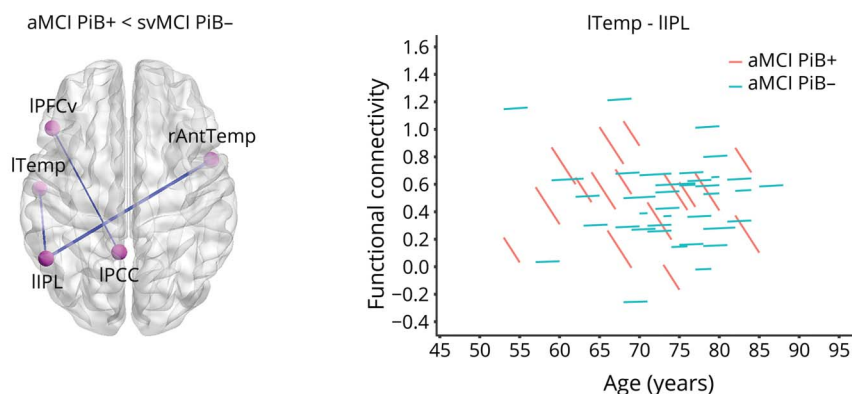 aMCI PiB+ < svMCI PiB–
lPFCv
rAntTemp
lTemp
lIPL
lPCC
lTemp - lIPL
Functional connectivity
1.6
1.4
1.2
1.0
0.8
0.6
0.4
0.2
0.0
−0.2
−0.4
aMCI PiB+
aMCI PiB–
45 50 55 60 65 70 75 80 85 90 95
Age (years)